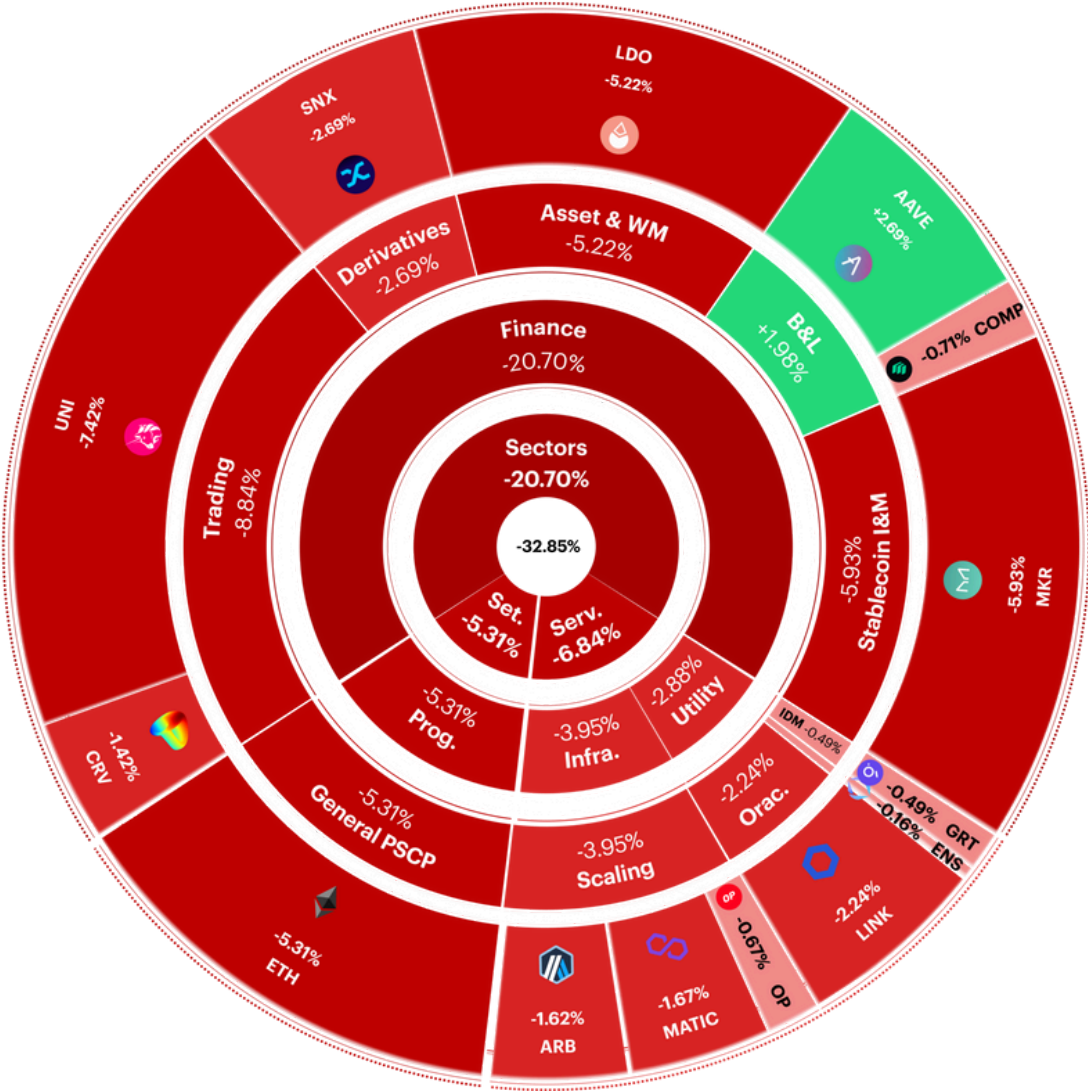 LDO
-5.22%
SNX
-2.69%
AAVE
+2.69%
-0.71% COMP
Asset & WM
-5.22%
Derivatives
-2.69%
B&L
+1.98%
Finance
-20.70%
UNI
-7.42%
Trading
-8.84%
Sectors
-20.70%
-32.85%
Set.
-5.31%
Serv.
-6.84%
-5.93%
Stablecoin I&M
-5.93%
MKR
-5.31%
Prog.
-3.95%
Infra.
-2.88%
Utility
IDM -0.49%
-0.49% GRT
-0.16% ENS
-1.42%
CRV
-5.31%
General PSCP
-3.95%
Scaling
-2.24%
Orac.
-2.24%
LINK
OP
-0.67% OP
-1.67%
MATIC
-1.62%
ARB
-5.31%
ETH